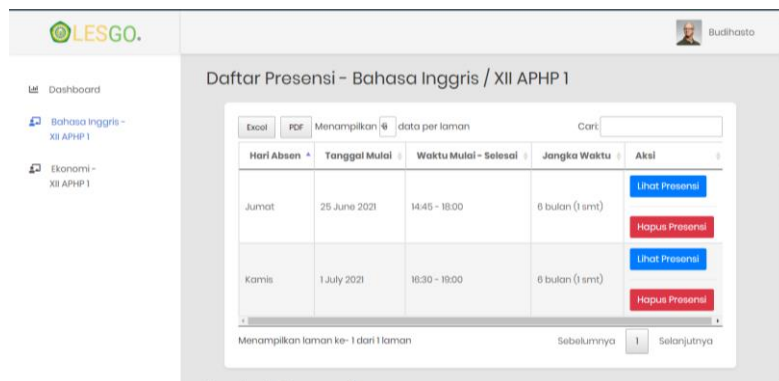 LESGO.
Budihasto
Dashboard
Bahasa Inggris -
XII APHP 1
Ekonomi -
XII APHP 1
Daftar Presensi - Bahasa Inggris / XII APHP 1
Excel PDF Menampilkan data per laman Cari:
Hari Absen Tanggal Mulai Waktu Mulai - Selesai Jangka Waktu Aksi
Jumat 25 June 2021 14:45 - 18:00 6 bulan (1 smt) Lihat Presensi
Hapus Presensi
Kamis 1 July 2021 16:30 - 19:00 6 bulan (1 smt) Lihat Presensi
Hapus Presensi
Menampilkan laman ke- 1 dari 1 laman Sebelumnya 1 Selanjutnya